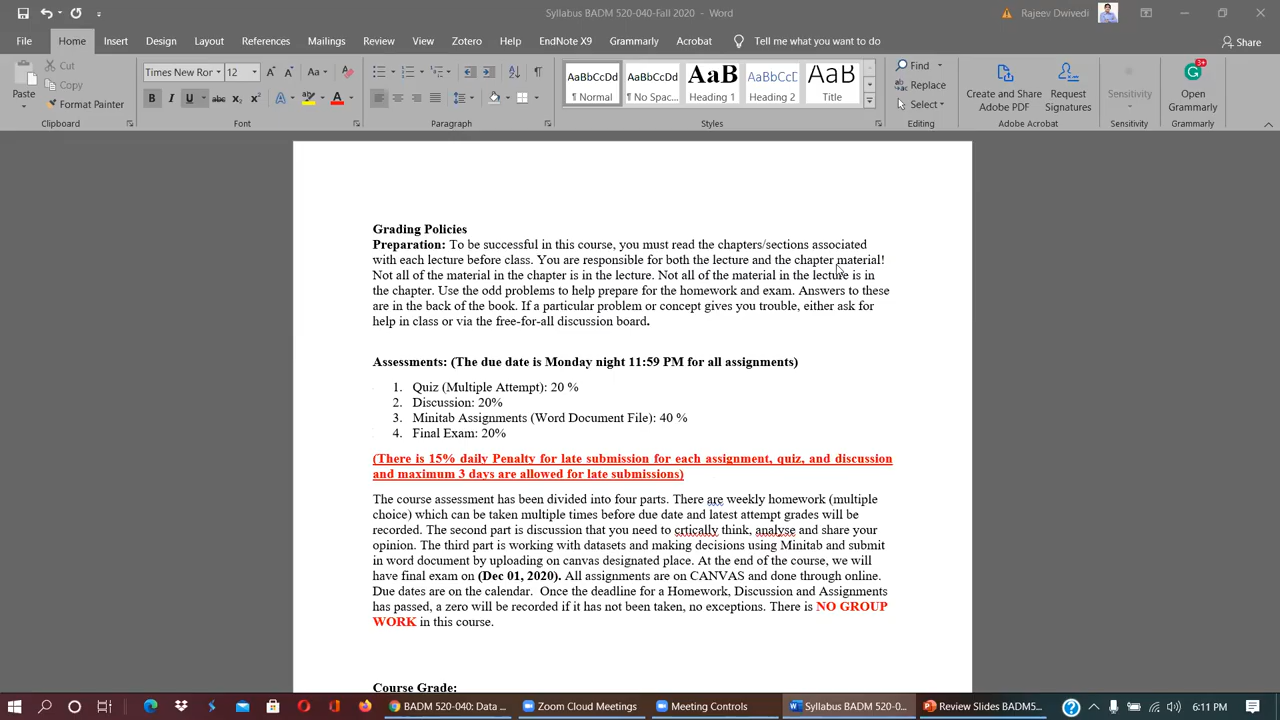 Syllabus BADM 520-040-Fall 2020 - Word
Rajeev Dwivedi
File Home Insert Design Layout References Mailings Review View Zotero Help EndNote X9 Grammarly Acrobat Tell me what you want to do Share
Paste
Cut
Copy
Format Painter
Clipboard
Times New Ror 12
Aa
B I U abc X2 X2 A A
Font
Paragraph
AaBbCcDd AaBbCcDd AaB AaBbCcD AaB
¶ Normal ¶ No Spac... Heading 1 Heading 2 Title
Styles
Find
Replace
Select
Editing
Create and Share Adobe PDF
Request Signatures
Adobe Acrobat
Sensitivity
Sensitivity
3+
Open Grammarly
Grammarly
Grading Policies
Preparation: To be successful in this course, you must read the chapters/sections associated
with each lecture before class. You are responsible for both the lecture and the chapter material!
Not all of the material in the chapter is in the lecture. Not all of the material in the lecture is in
the chapter. Use the odd problems to help prepare for the homework and exam. Answers to these
are in the back of the book. If a particular problem or concept gives you trouble, either ask for
help in class or via the free-for-all discussion board.
Assessments: (The due date is Monday night 11:59 PM for all assignments)
1. Quiz (Multiple Attempt): 20 %
2. Discussion: 20%
3. Minitab Assignments (Word Document File): 40 %
4. Final Exam: 20%
(There is 15% daily Penalty for late submission for each assignment, quiz, and discussion
and maximum 3 days are allowed for late submissions)
The course assessment has been divided into four parts. There are weekly homework (multiple
choice) which can be taken multiple times before due date and latest attempt grades will be
recorded. The second part is discussion that you need to crtically think, analyse and share your
opinion. The third part is working with datasets and making decisions using Minitab and submit
in word document by uploading on canvas designated place. At the end of the course, we will
have final exam on (Dec 01, 2020). All assignments are on CANVAS and done through online.
Due dates are on the calendar. Once the deadline for a Homework, Discussion and Assignments
has passed, a zero will be recorded if it has not been taken, no exceptions. There is NO GROUP
WORK in this course.
Course Grade:
BADM 520-040: Data ... Zoom Cloud Meetings Meeting Controls Syllabus BADM 520-0... Review Slides BADM5... 6:11 PM